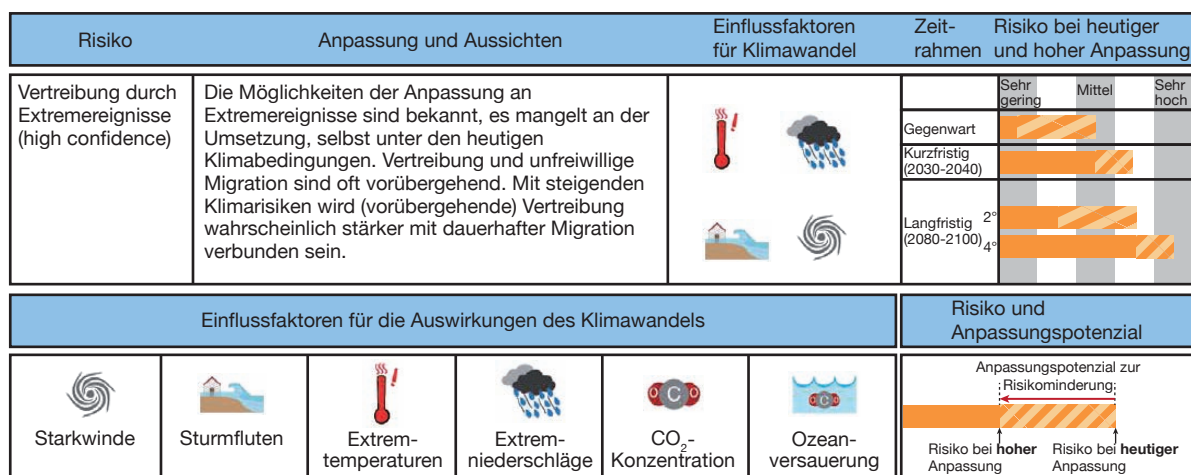 Risiko
Anpassung und Aussichten
Einflussfaktoren
für Klimawandel
Zeit-
rahmen
Risiko bei heutiger
und hoher Anpassung
Vertreibung durch
Extremereignisse
(high confidence)
Die Möglichkeiten der Anpassung an
Extremereignisse sind bekannt, es mangelt an der
Umsetzung, selbst unter den heutigen
Klimabedingungen. Vertreibung und unfreiwillige
Migration sind oft vorübergehend. Mit steigenden
Klimarisiken wird (vorübergehende) Vertreibung
wahrscheinlich stärker mit dauerhafter Migration
verbunden sein.
Sehr
gering
Mittel
Sehr
hoch
Gegenwart
Kurzfristig
(2030-2040)
Langfristig
(2080-2100)
2°
4°
Einflussfaktoren für die Auswirkungen des Klimawandels
Risiko und
Anpassungspotenzial
OCO
OCO
Starkwinde
Sturmfluten
Extrem-
temperaturen
Extrem-
niederschläge
CO₂-
Konzentration
Ozean-
versauerung
Anpassungspotenzial zur
Risikominderung
Risiko bei hoher
Anpassung
Risiko bei heutiger
Anpassung